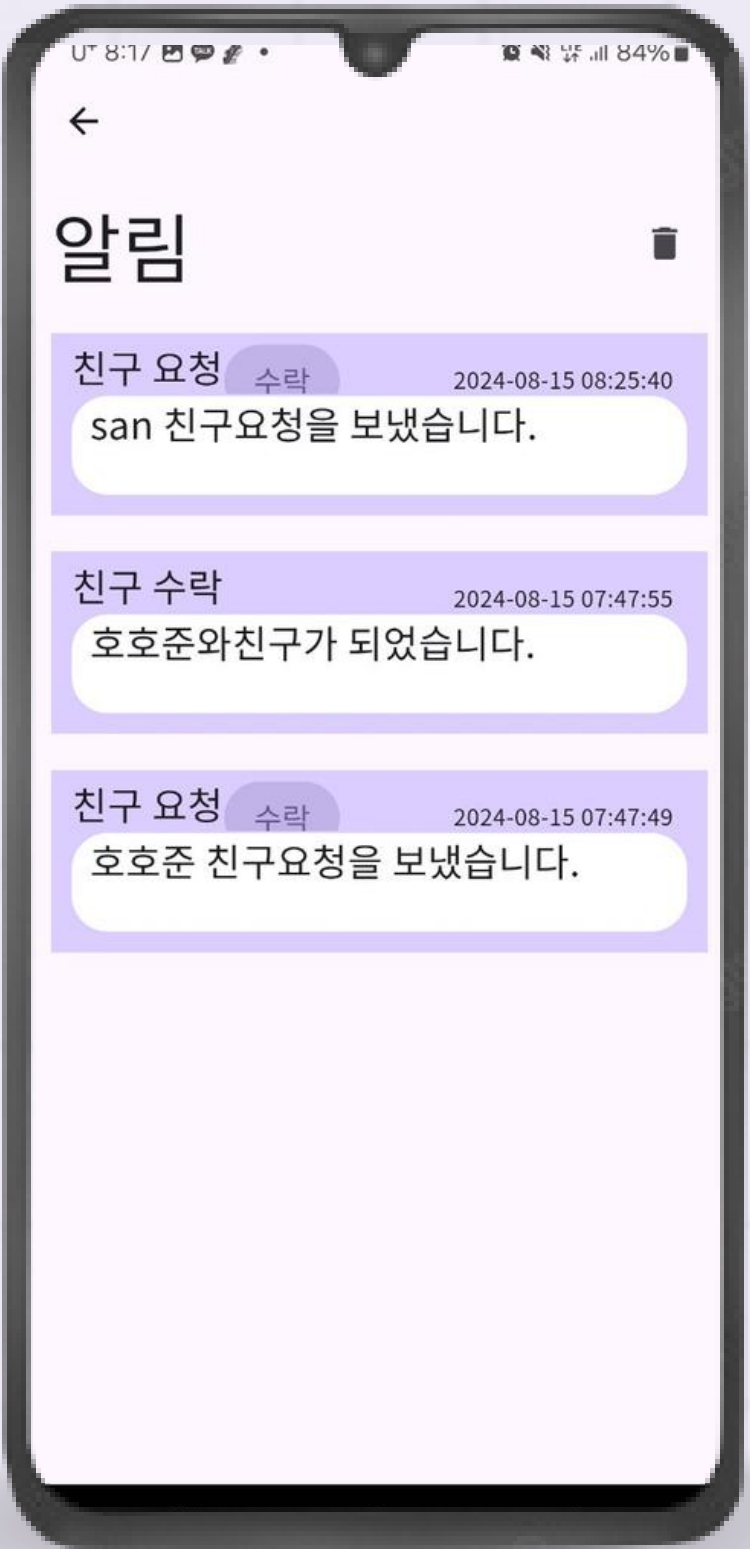 U+ 8:17 84%
알림
친구 요청 수락 2024-08-15 08:25:40
san 친구요청을 보냈습니다.
친구 수락 2024-08-15 07:47:55
호호준와친구가 되었습니다.
친구 요청 수락 2024-08-15 07:47:49
호호준 친구요청을 보냈습니다.